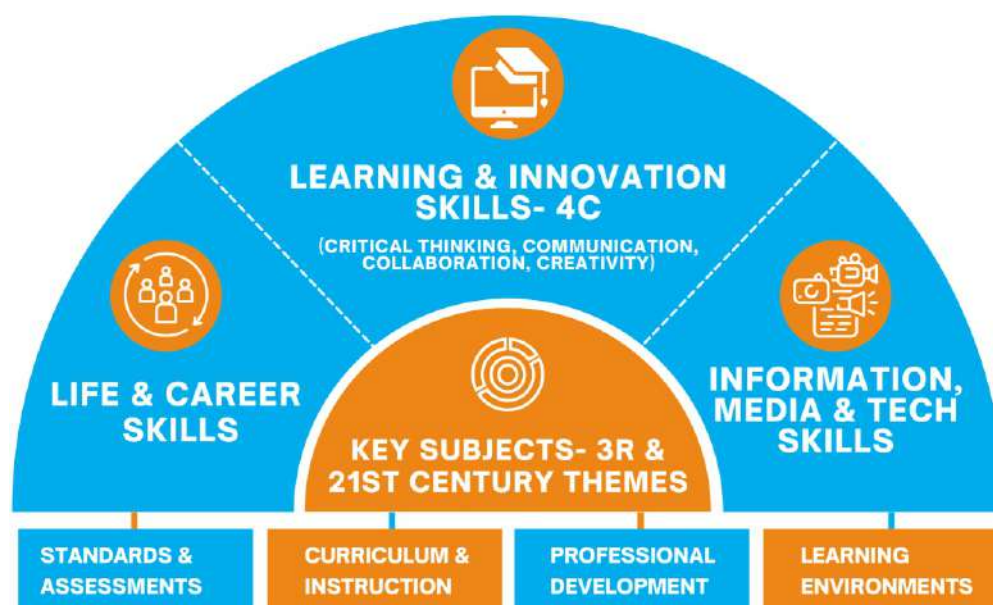 LEARNING & INNOVATION
SKILLS- 4C
(CRITICAL THINKING, COMMUNICATION,
COLLABORATION, CREATIVITY)
LIFE & CAREER
SKILLS
INFORMATION,
MEDIA & TECH
SKILLS
KEY SUBJECTS- 3R &
21ST CENTURY THEMES
STANDARDS &
ASSESSMENTS
CURRICULUM &
INSTRUCTION
PROFESSIONAL
DEVELOPMENT
LEARNING
ENVIRONMENTS